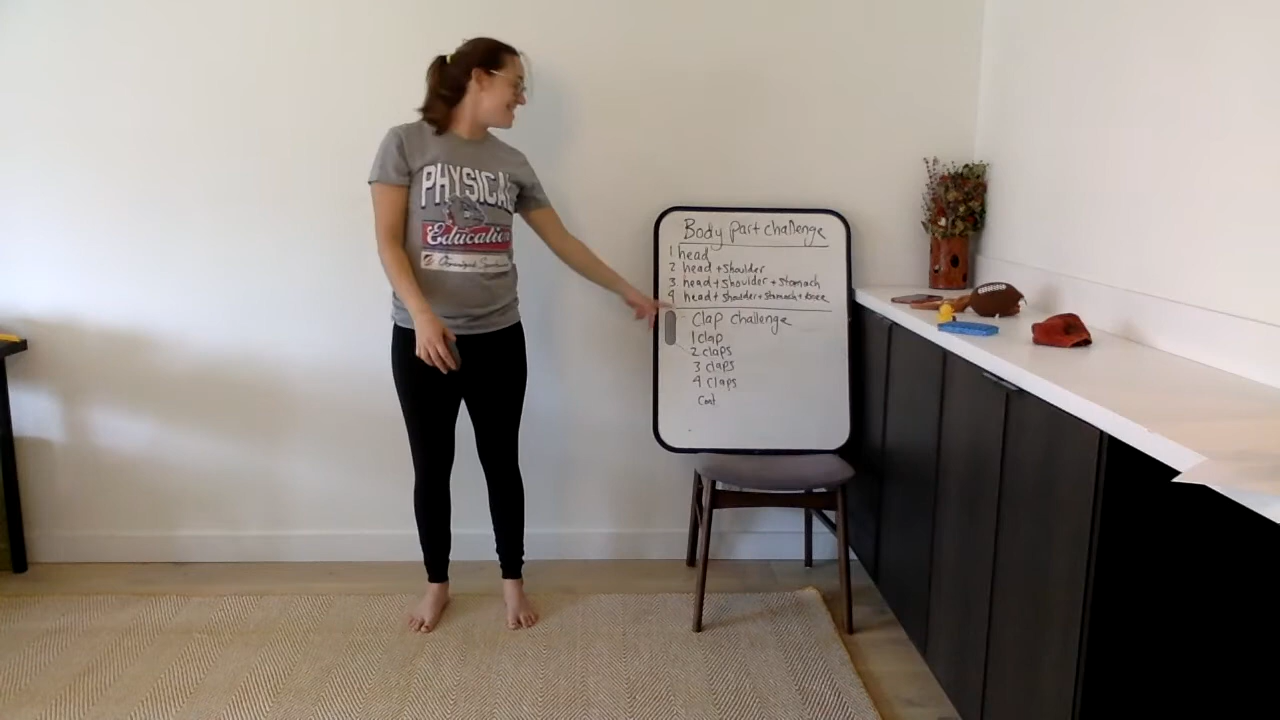 PHYSICAL
Education
Body part challenge
1 head
2 head + shoulder
3 head + shoulder + stomach
4 head + shoulder + stomach + knee
Clap challenge
1 clap
2 claps
3 claps
4 claps